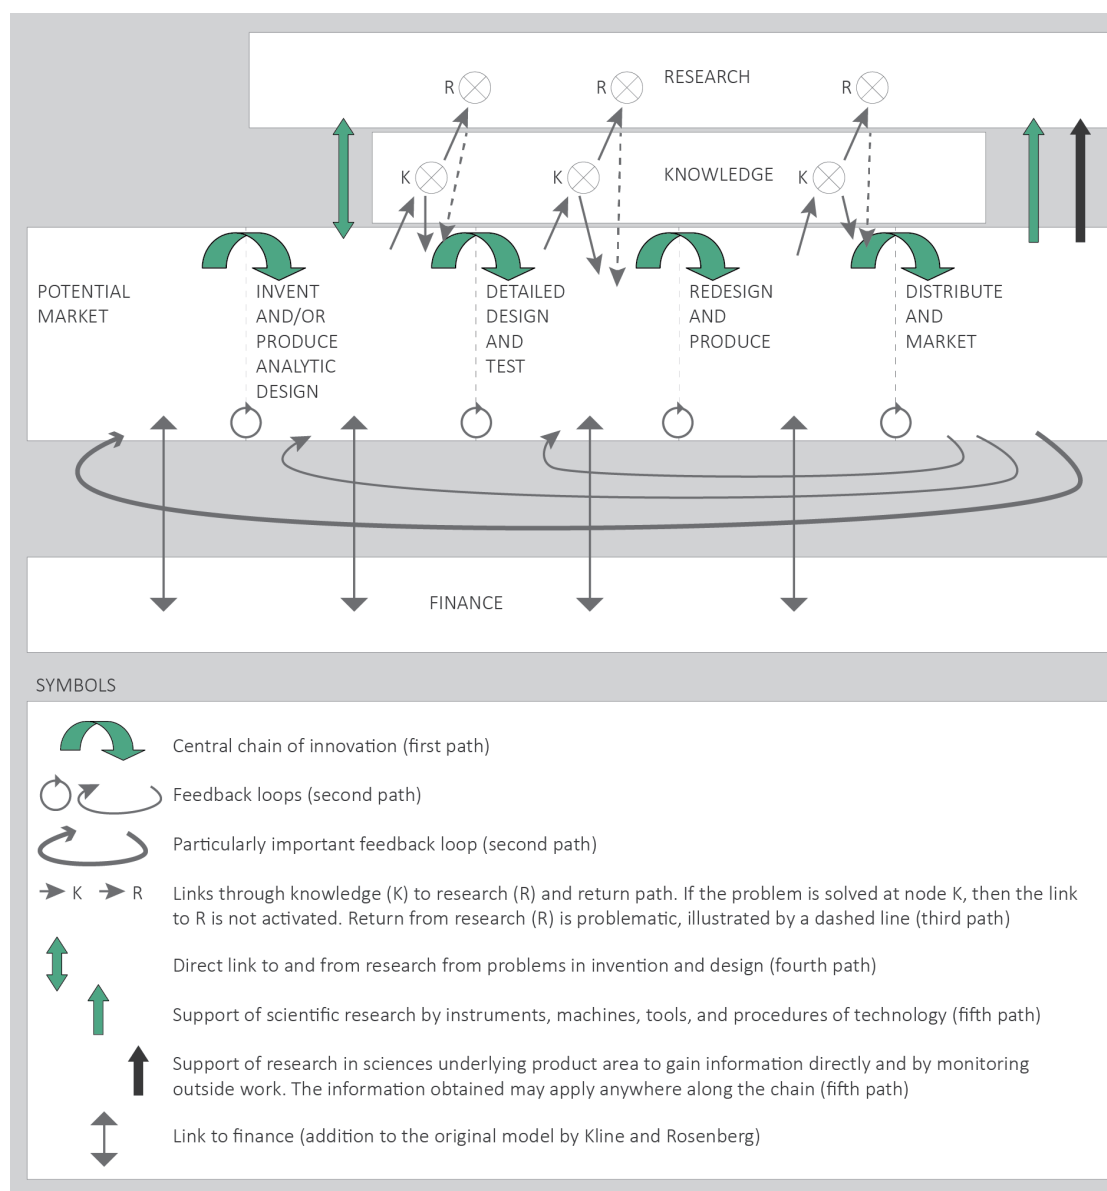 R
R
RESEARCH
R
K
K
KNOWLEDGE
K
POTENTIAL
MARKET
INVENT
AND/OR
PRODUCE
ANALYTIC
DESIGN
DETAILED
DESIGN
AND
TEST
REDESIGN
AND
PRODUCE
DISTRIBUTE
AND
MARKET
FINANCE
SYMBOLS
Central chain of innovation (first path)
Feedback loops (second path)
Particularly important feedback loop (second path)
K R Links through knowledge (K) to research (R) and return path. If the problem is solved at node K, then the link
to R is not activated. Return from research (R) is problematic, illustrated by a dashed line (third path)
Direct link to and from research from problems in invention and design (fourth path)
Support of scientific research by instruments, machines, tools, and procedures of technology (fifth path)
Support of research in sciences underlying product area to gain information directly and by monitoring
outside work. The information obtained may apply anywhere along the chain (fifth path)
Link to finance (addition to the original model by Kline and Rosenberg)